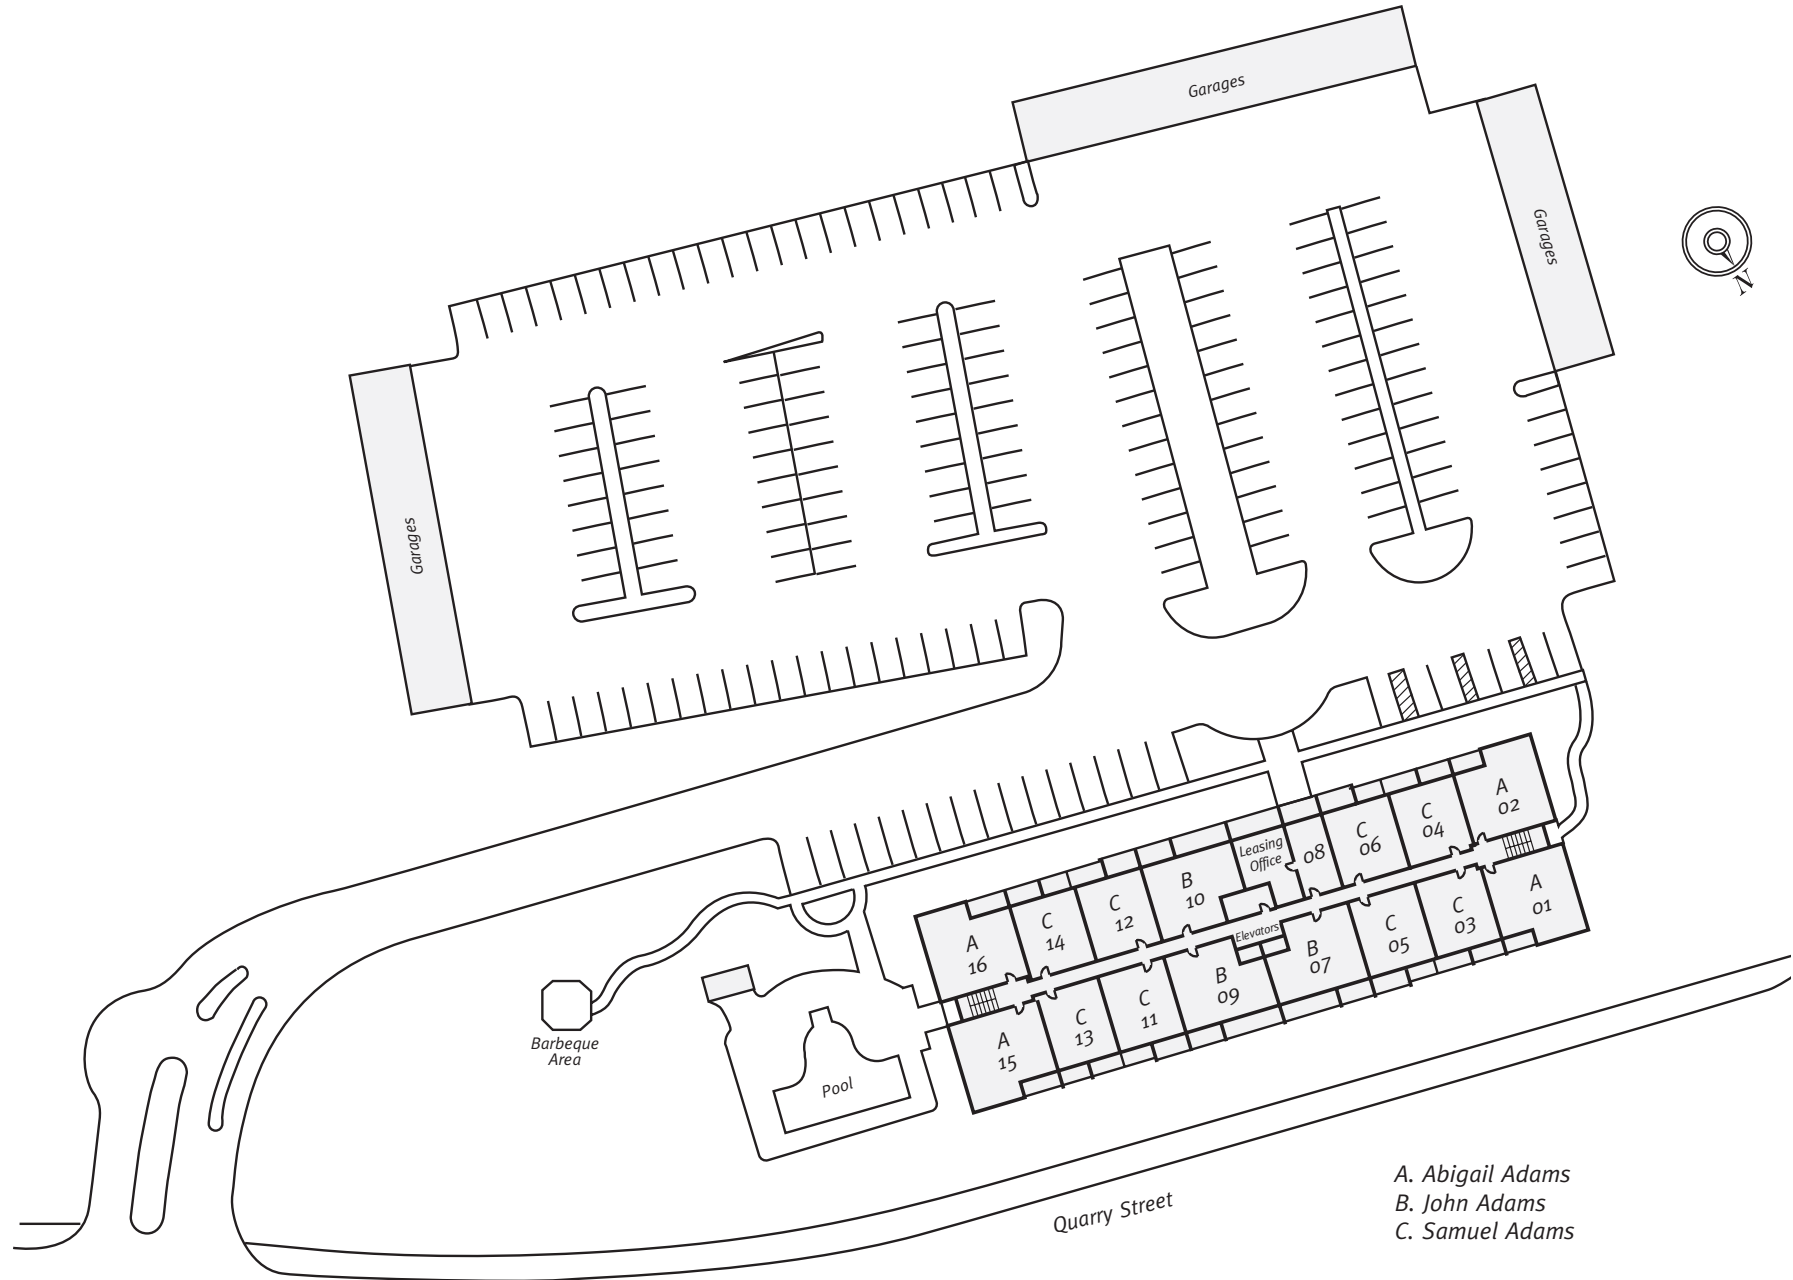 Garages
Garages
N
Garages
A
02
C
04
C
06
08
Leasing
Office
B
10
C
12
C
14
A
16
Elevators
A
01
C
03
C
05
B
07
B
09
C
11
C
13
A
15
Barbeque
Area
Pool
Quarry Street
A. Abigail Adams
B. John Adams
C. Samuel Adams